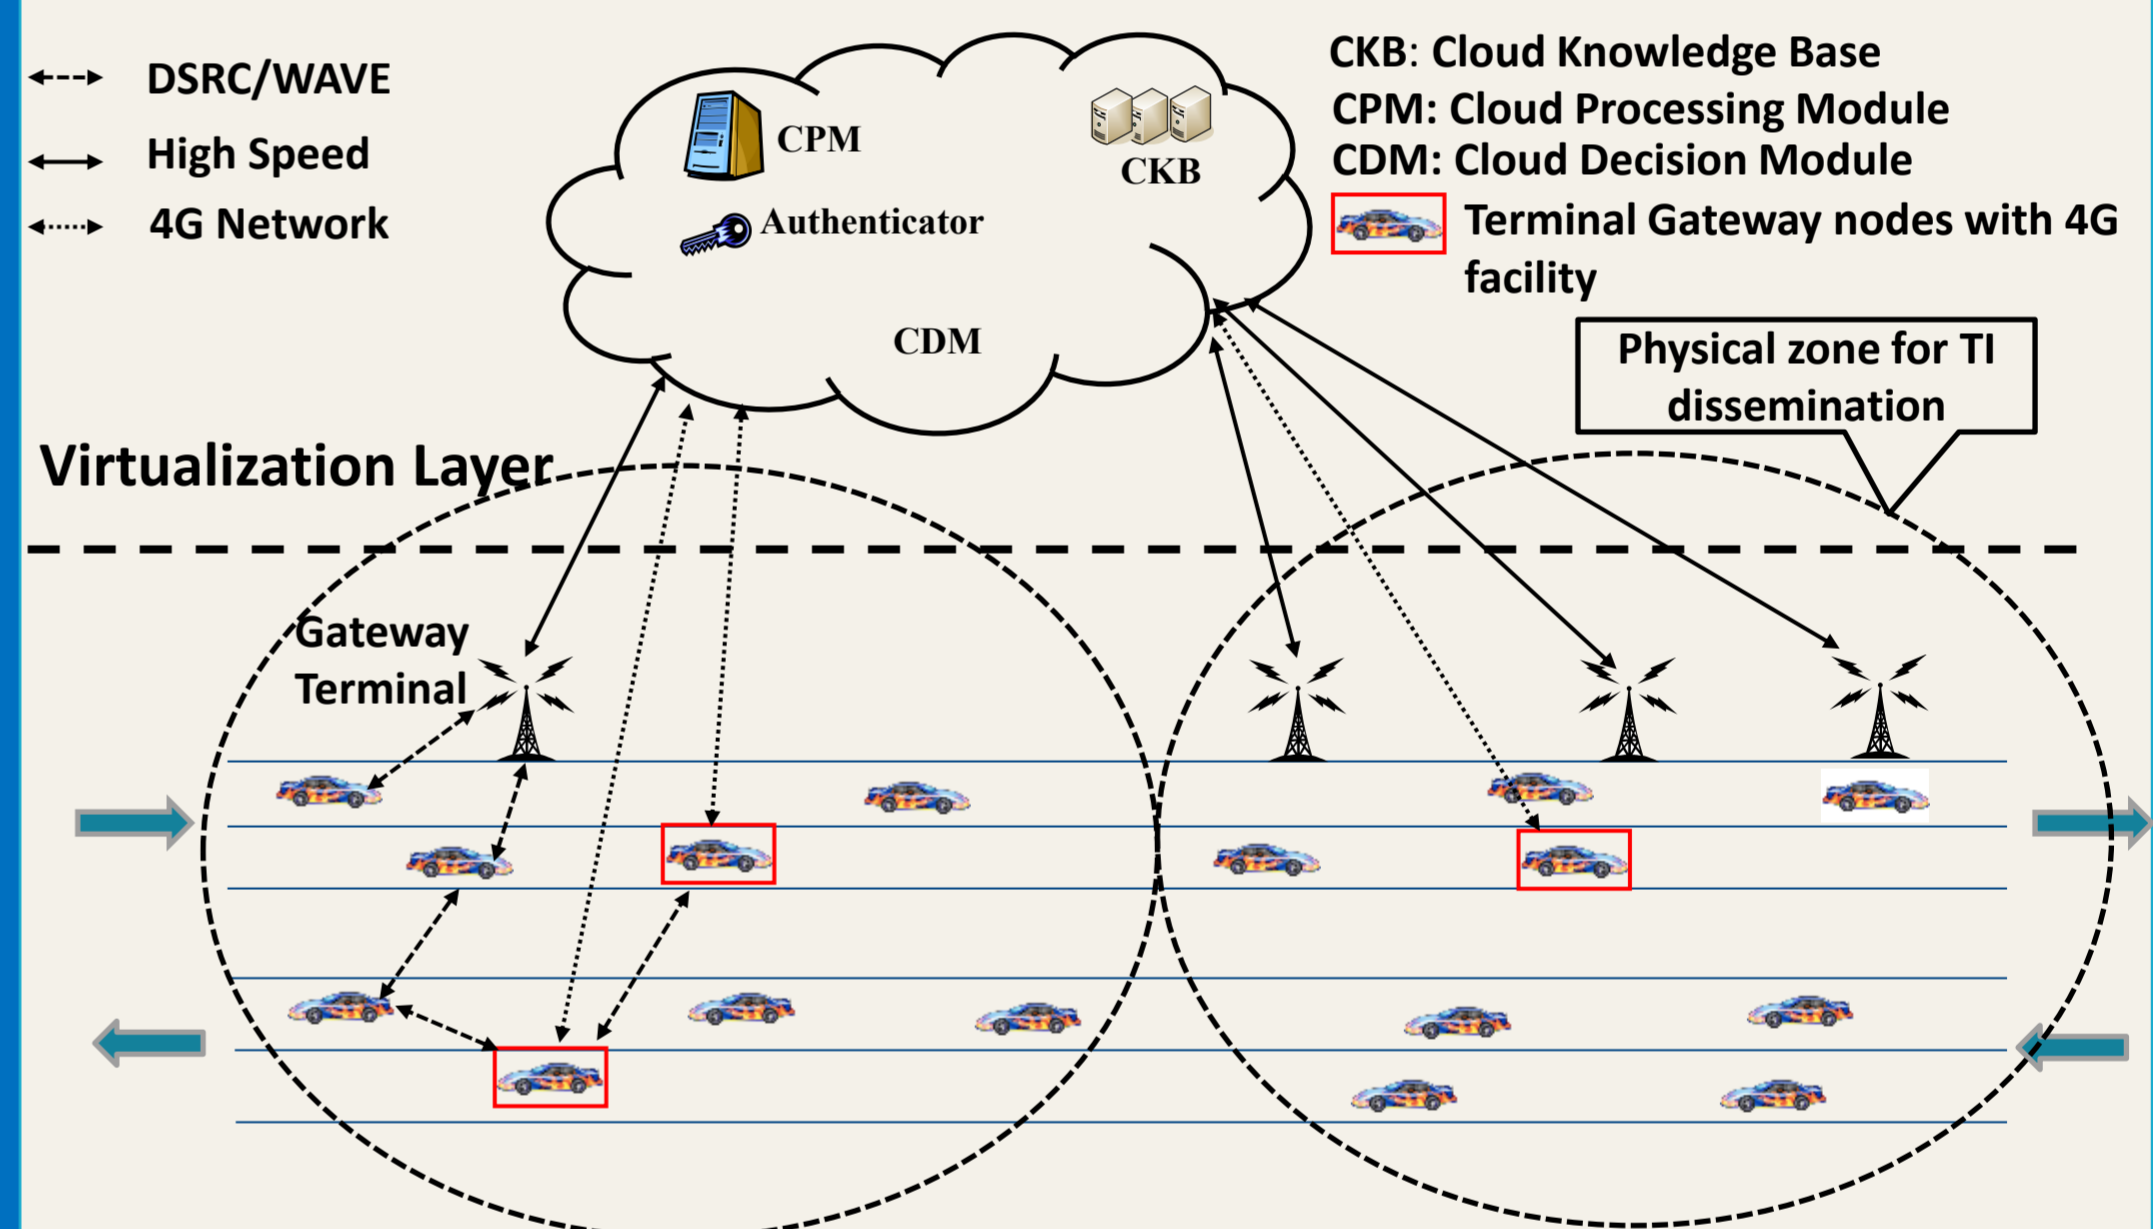 DSRC/WAVE
High Speed
4G Network
CPM
CKB
Authenticator
CDM
CKB: Cloud Knowledge Base
CPM: Cloud Processing Module
CDM: Cloud Decision Module
Terminal Gateway nodes with 4G
facility
Physical zone for TI
dissemination
Virtualization Layer
Gateway
Terminal